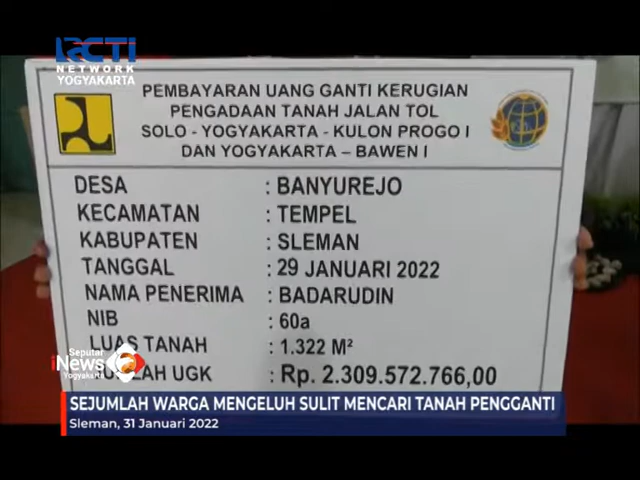 RCTI
NETWORK
YOGYAKARTA
PEMBAYARAN UANG GANTI KERUGIAN
PENGADAAN TANAH JALAN TOL
SOLO - YOGYAKARTA - KULON PROGO I
DAN YOGYAKARTA – BAWEN I
DESA : BANYUREJO
KECAMATAN : TEMPEL
KABUPATEN : SLEMAN
TANGGAL : 29 JANUARI 2022
NAMA PENERIMA : BADARUDIN
NIB : 60a
LUAS TANAH : 1.322 M²
UGK : Rp. 2.309.572.766,00
Seputar
iNews
Yogyakarta
SEJUMLAH WARGA MENGELUH SULIT MENCARI TANAH PENGGANTI
Sleman, 31 Januari 2022